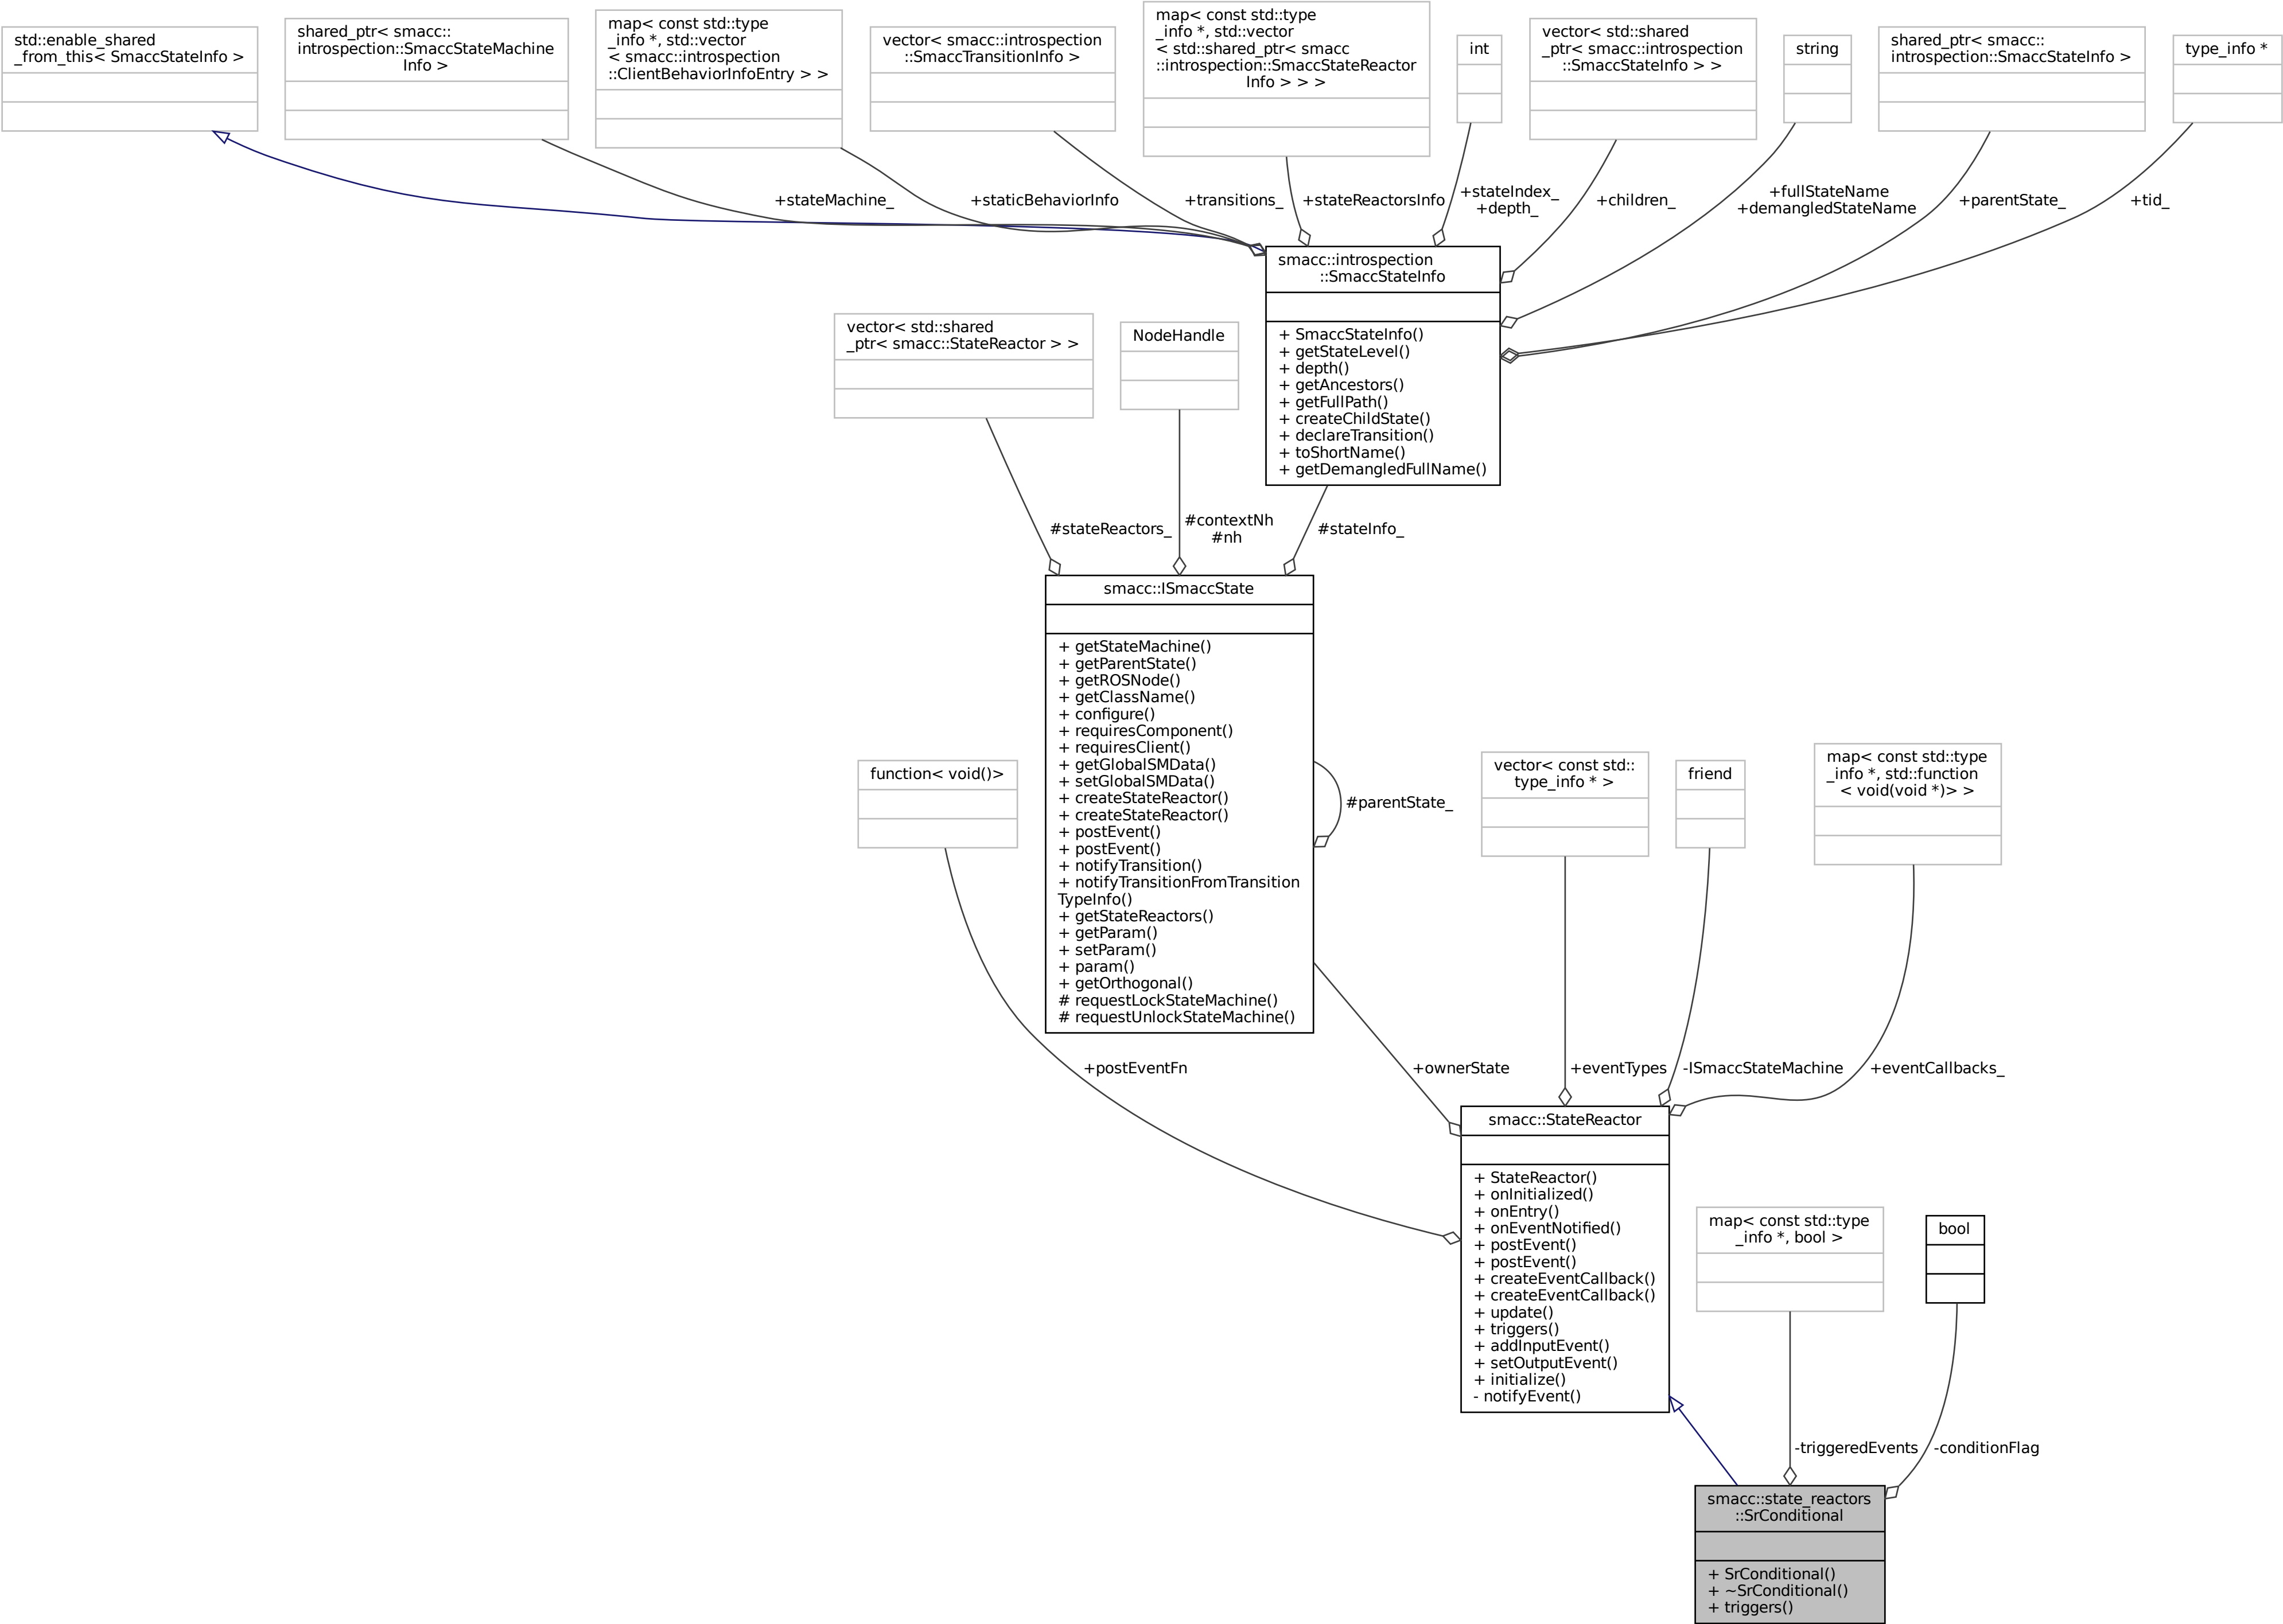 std::enable_shared
_from_this< SmaccStateInfo >
shared_ptr< smacc::
introspection::SmaccStateMachine
Info >
map< const std::type
_info *, std::vector
< smacc::introspection
::ClientBehaviorInfoEntry > >
vector< smacc::introspection
::SmaccTransitionInfo >
map< const std::type
_info *, std::vector
< std::shared_ptr< smacc
::introspection::SmaccStateReactor
Info > > >
int
vector< std::shared
_ptr< smacc::introspection
::SmaccStateInfo > >
string
shared_ptr< smacc::
introspection::SmaccStateInfo >
type_info *
+stateMachine_
+staticBehaviorInfo
+transitions_
+stateReactorsInfo
+stateIndex_
+depth_
+children_
+fullStateName
+demangledStateName
+parentState_
+tid_
smacc::introspection
::SmaccStateInfo
+ SmaccStateInfo()
+ getStateLevel()
+ depth()
+ getAncestors()
+ getFullPath()
+ createChildState()
+ declareTransition()
+ toShortName()
+ getDemangledFullName()
vector< std::shared
_ptr< smacc::StateReactor > >
NodeHandle
#stateReactors_
#contextNh
#nh
#stateInfo_
smacc::ISmaccState
+ getStateMachine()
+ getParentState()
+ getROSNode()
+ getClassName()
+ configure()
+ requiresComponent()
+ requiresClient()
+ getGlobalSMData()
+ setGlobalSMData()
+ createStateReactor()
+ createStateReactor()
+ postEvent()
+ postEvent()
+ notifyTransition()
+ notifyTransitionFromTransition
TypeInfo()
+ getStateReactors()
+ getParam()
+ setParam()
+ param()
+ getOrthogonal()
# requestLockStateMachine()
# requestUnlockStateMachine()
#parentState_
function< void()>
vector< const std::
type_info * >
friend
map< const std::type
_info *, std::function
< void(void *)> >
+postEventFn
+ownerState
+eventTypes
-ISmaccStateMachine
+eventCallbacks_
smacc::StateReactor
+ StateReactor()
+ onInitialized()
+ onEntry()
+ onEventNotified()
+ postEvent()
+ postEvent()
+ createEventCallback()
+ createEventCallback()
+ update()
+ triggers()
+ addInputEvent()
+ setOutputEvent()
+ initialize()
- notifyEvent()
map< const std::type
_info *, bool >
bool
-triggeredEvents
-conditionFlag
smacc::state_reactors
::SrConditional
+ SrConditional()
+ ~SrConditional()
+ triggers()